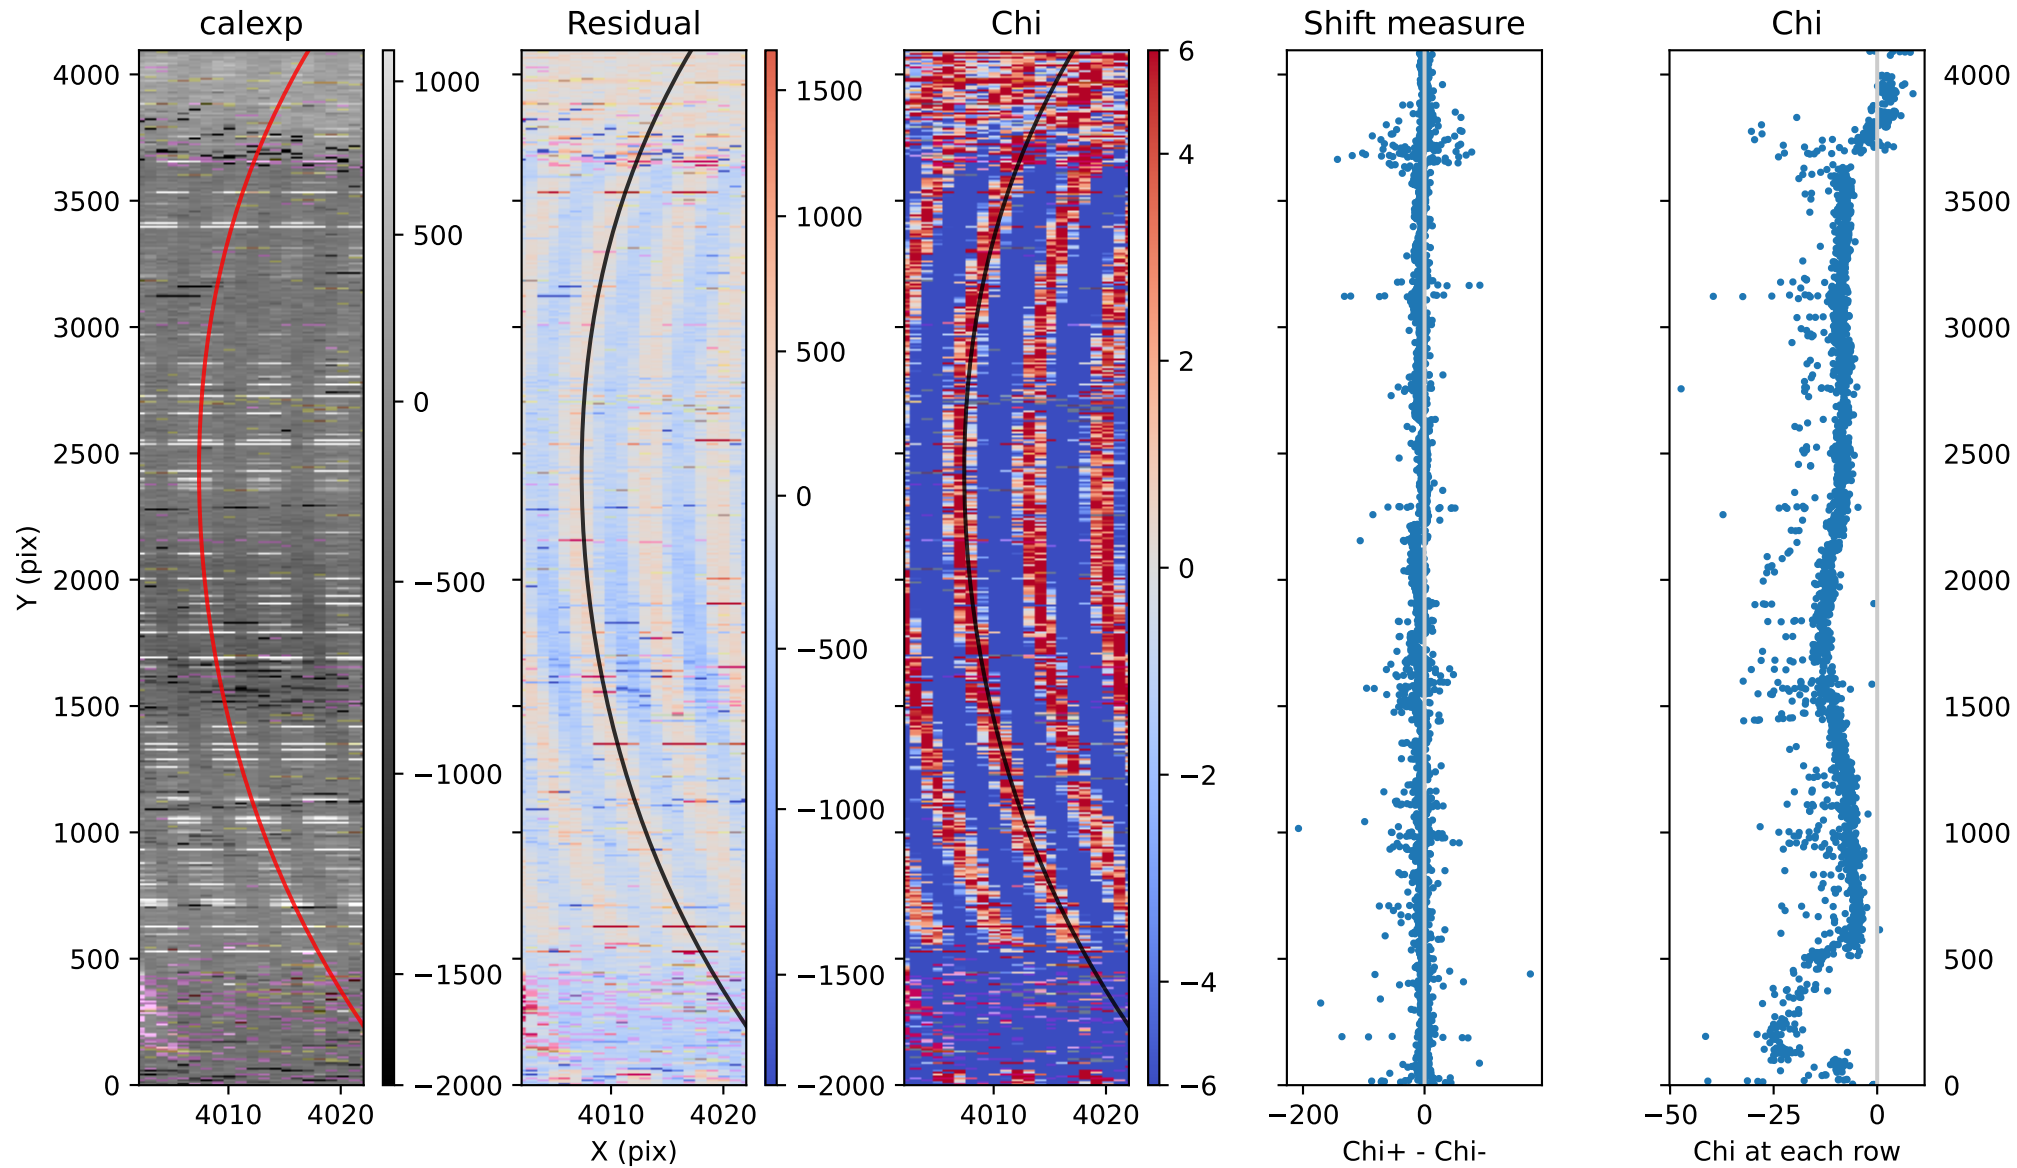 calexp Residual Chi Shift measure Chi
4000 1000 1500 6 4000
3500 500 1000 4 3500
3000 0 500 2 3000
2500 −500 0 0 2500
2000 −1000 −500 −2 2000
1500 −1500 −1000 −4 1500
1000 −2000 −1500 −6 1000
500 −2000 500
0 0
Y (pix)
4010 4020 4010 4020 4010 4020 −200 0 −50 −25 0
X (pix) Chi+ - Chi- Chi at each row